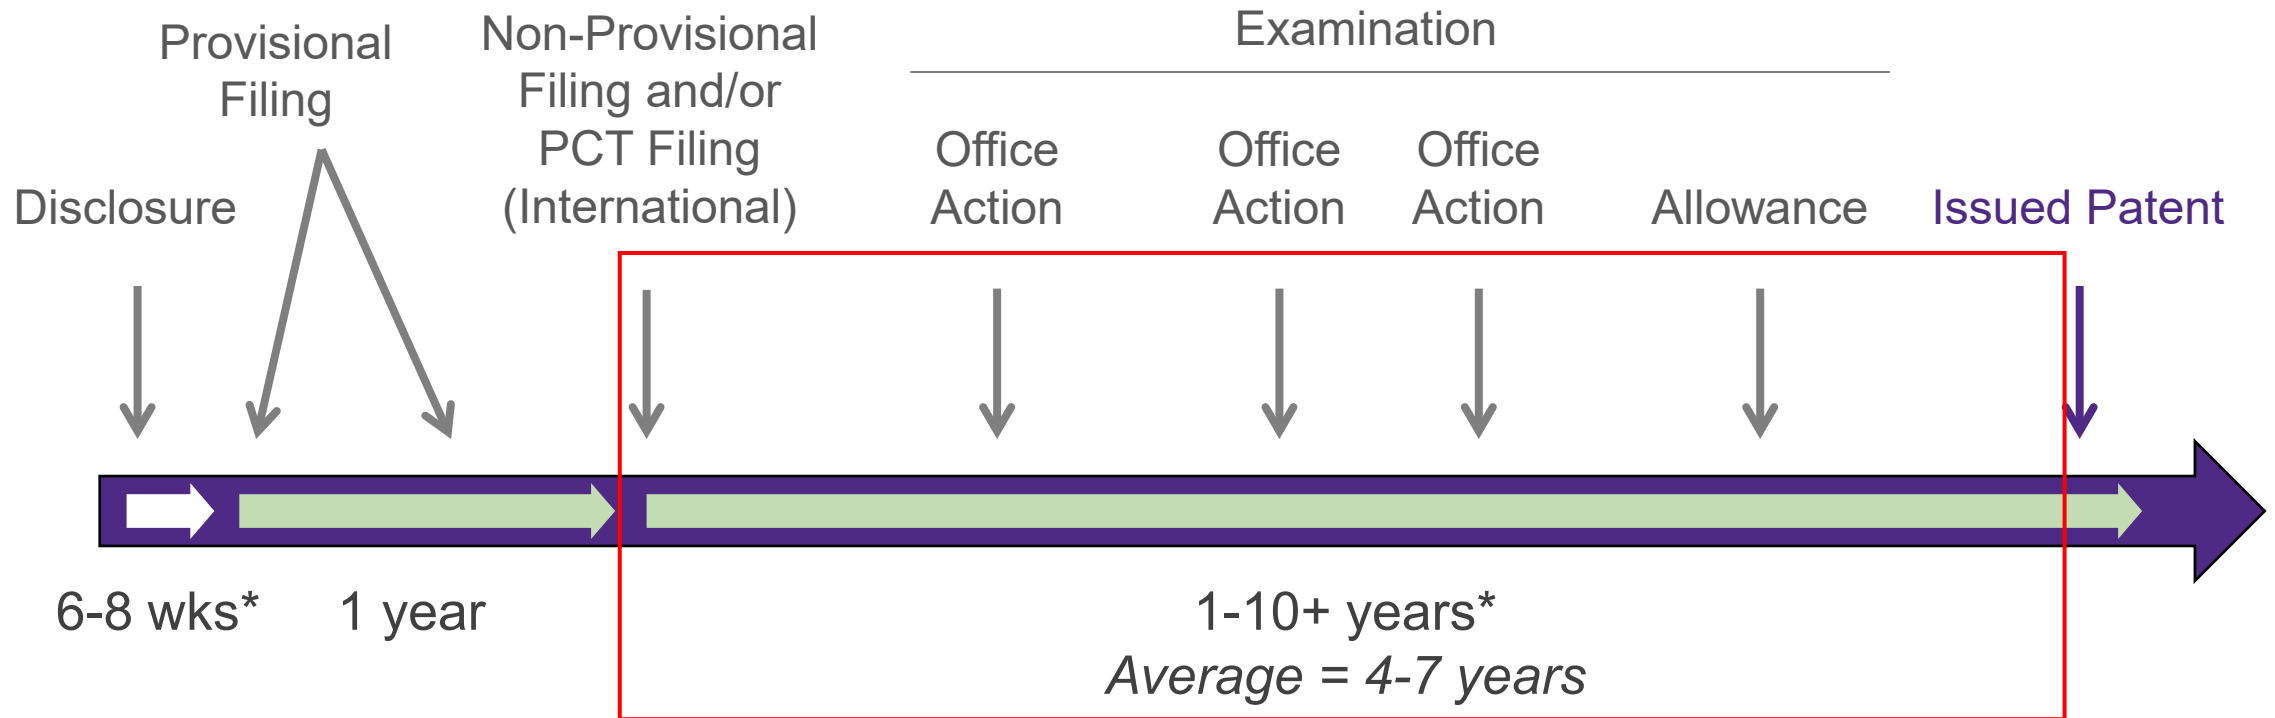 Disclosure
Provisional
Filing
Non-Provisional
Filing and/or
PCT Filing
(International)
Examination
Office
Action
Office
Action
Office
Action
Allowance
Issued Patent
6-8 wks*
1 year
1-10+ years*
Average = 4-7 years